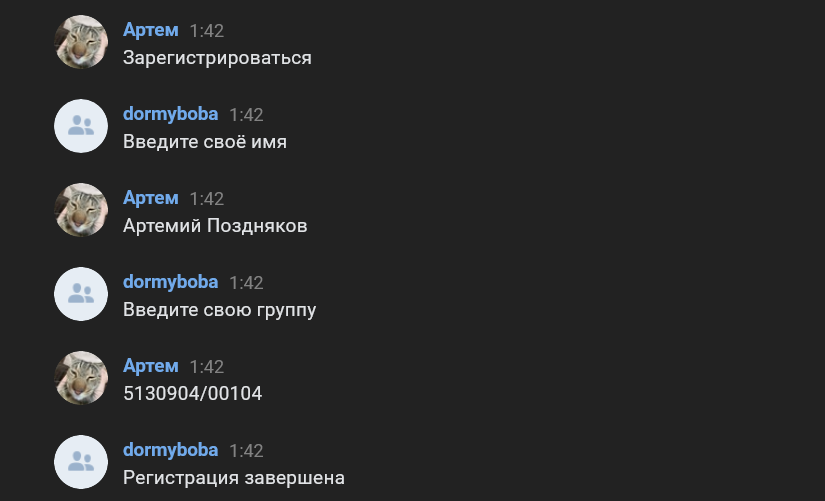 Артем 1:42
Зарегистрироваться
dormyboba 1:42
Введите своё имя
Артем 1:42
Артемий Поздняков
dormyboba 1:42
Введите свою группу
Артем 1:42
5130904/00104
dormyboba 1:42
Регистрация завершена